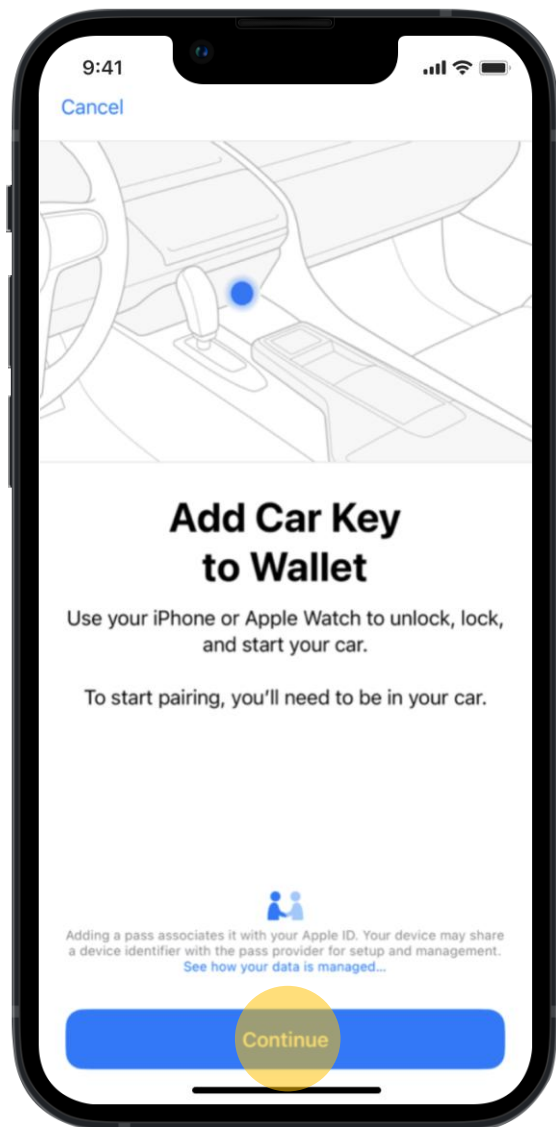 9:41
Cancel
Add Car Key
to Wallet
Use your iPhone or Apple Watch to unlock, lock,
and start your car.
To start pairing, you’ll need to be in your car.
Adding a pass associates it with your Apple ID. Your device may share
a device identifier with the pass provider for setup and management.
See how your data is managed...
Continue